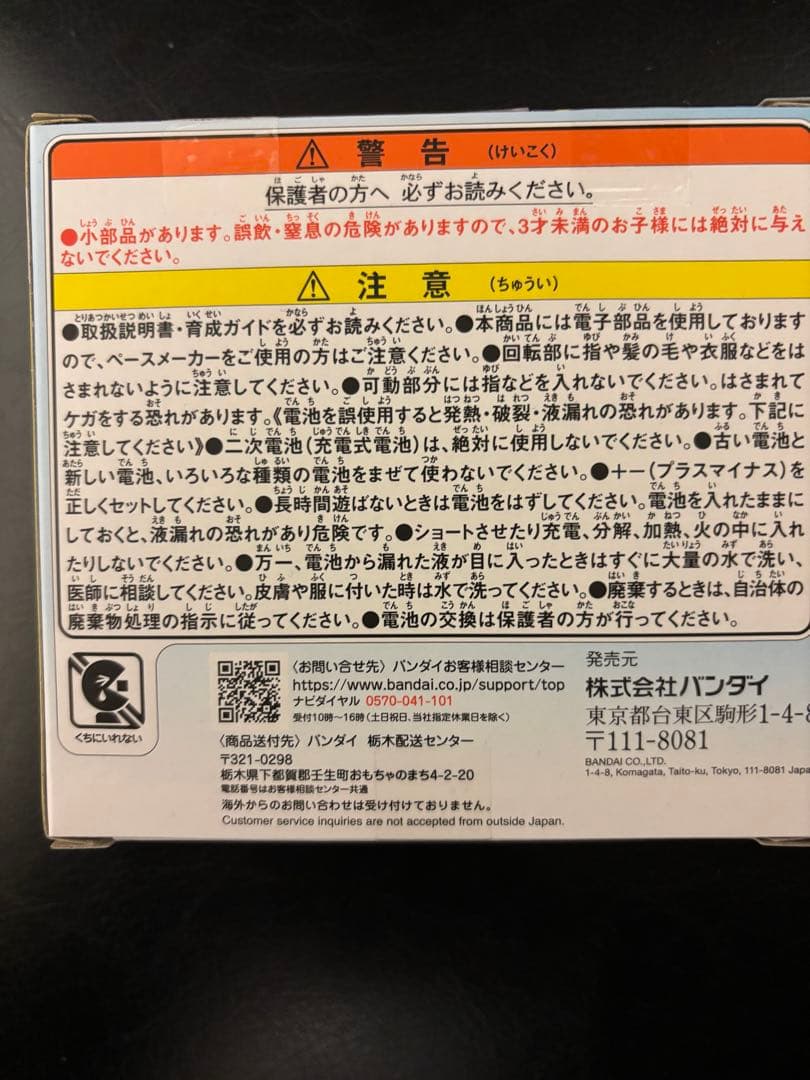 警告 (けいこく)
保護者の方へ 必ずお読みください。
●小部品があります。誤飲・窒息の危険がありますので、3才未満のお子様には絶対に与え
ないでください。
注意 (ちゅうい)
●取扱説明書・育成ガイドを必ずお読みください。●本商品には電子部品を使用しております
ので、ペースメーカーをご使用の方はご注意ください。●回転部に指や髪の毛や衣服などをは
さまれないように注意してください。●可動部分には指などを入れないでください。はさまれて
ケガをする恐れがあります。《電池を誤使用すると発熱・破裂・液漏れの恐れがあります。下記に
注意してください》●二次電池(充電式電池)は、絶対に使用しないでください。●古い電池と
新しい電池、いろいろな種類の電池をまぜて使わないでください。●+-(プラスマイナス)を
正しくセットしてください。●長時間遊ばないときは電池をはずしてください。電池を入れたままに
しておくと、液漏れの恐れがあり危険です。●ショートさせたり充電、分解、加熱、火の中に入れ
たりしないでください。●万一、電池から漏れた液が目に入ったときはすぐに大量の水で洗い、
医師に相談してください。皮膚や服に付いた時は水で洗ってください。●廃棄するときは、自治体の
廃棄物処理の指示に従ってください。●電池の交換は保護者の方が行ってください。
くちにいれない
〈お問い合せ先〉バンダイお客様相談センター
https://www.bandai.co.jp/support/top
ナビダイヤル 0570-041-101
受付10時~16時(土日祝日、当社指定休業日を除く)
〈商品送付先〉バンダイ 栃木配送センター
〒321-0298
栃木県下都賀郡壬生町おもちゃのまち4-2-20
電話番号はお客様相談センター共通
海外からのお問い合わせは受け付けておりません。
Customer service inquiries are not accepted from outside Japan.
発売元
株式会社バンダイ
東京都台東区駒形1-4-8
〒111-8081
BANDAI CO.,LTD.
1-4-8, Komagata, Taito-ku, Tokyo, 111-8081 Japa